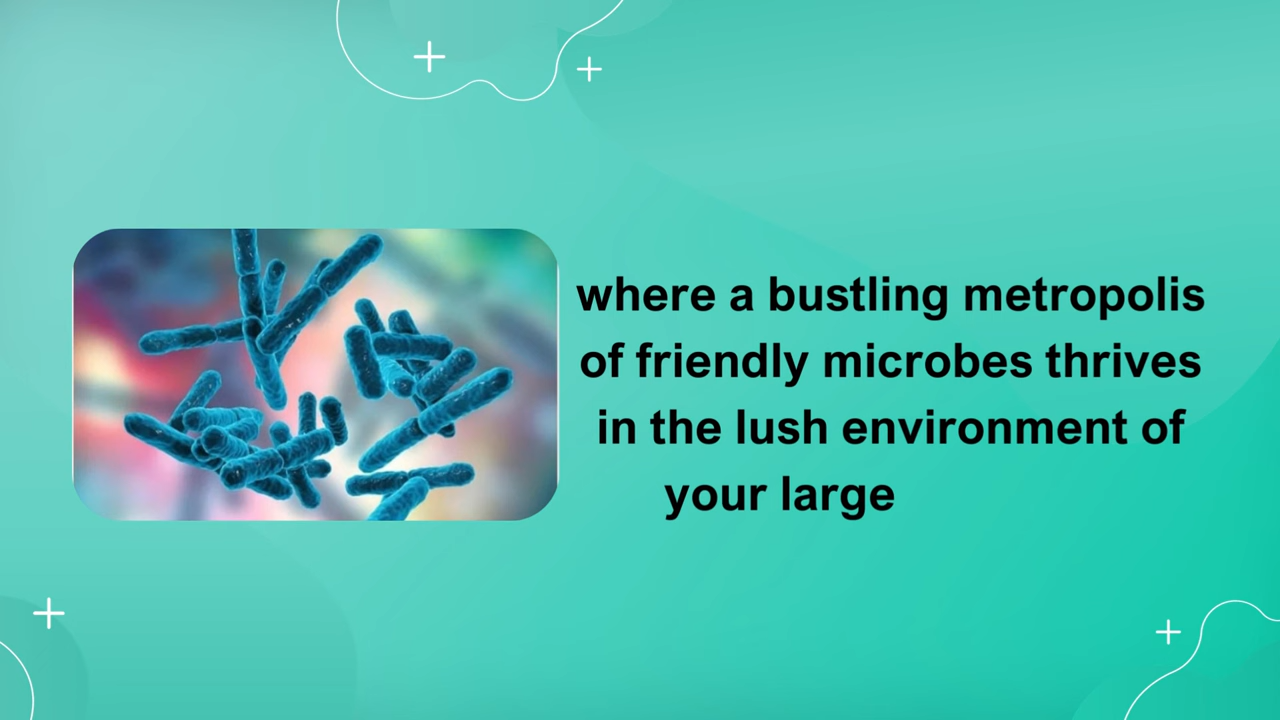 where a bustling metropolis
of friendly microbes thrives
in the lush environment of
your large